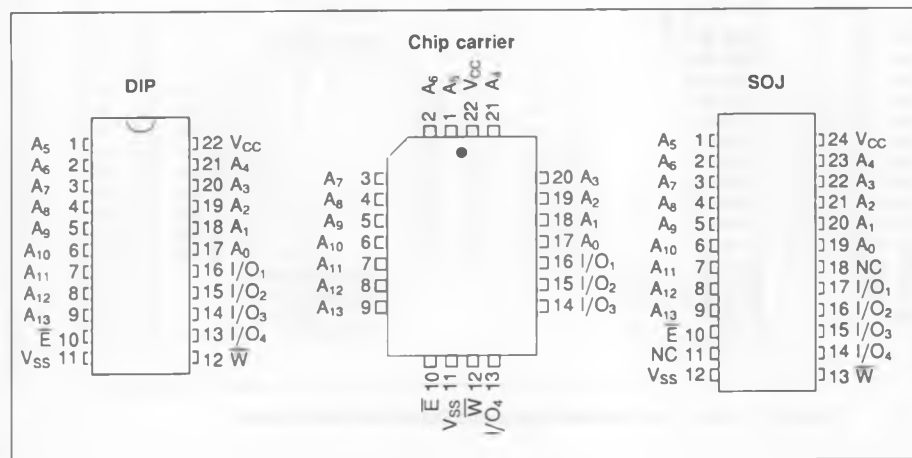 DIP
A5 1 22 VCC
A6 2 21 A4
A7 3 20 A3
A8 4 19 A2
A9 5 18 A1
A10 6 17 A0
A11 7 16 I/O1
A12 8 15 I/O2
A13 9 14 I/O3
E̅ 10 13 I/O4
VSS 11 12 W̅
Chip carrier
A6 A5 VCC A4
2 1 22 21
A7 3 20 A3
A8 4 19 A2
A9 5 18 A1
A10 6 17 A0
A11 7 16 I/O1
A12 8 15 I/O2
A13 9 14 I/O3
10 11 12 13
E̅ VSS W̅ I/O4
SOJ
A5 1 24 VCC
A6 2 23 A4
A7 3 22 A3
A8 4 21 A2
A9 5 20 A1
A10 6 19 A0
A11 7 18 NC
A12 8 17 I/O1
A13 9 16 I/O2
E̅ 10 15 I/O3
NC 11 14 I/O4
VSS 12 13 W̅